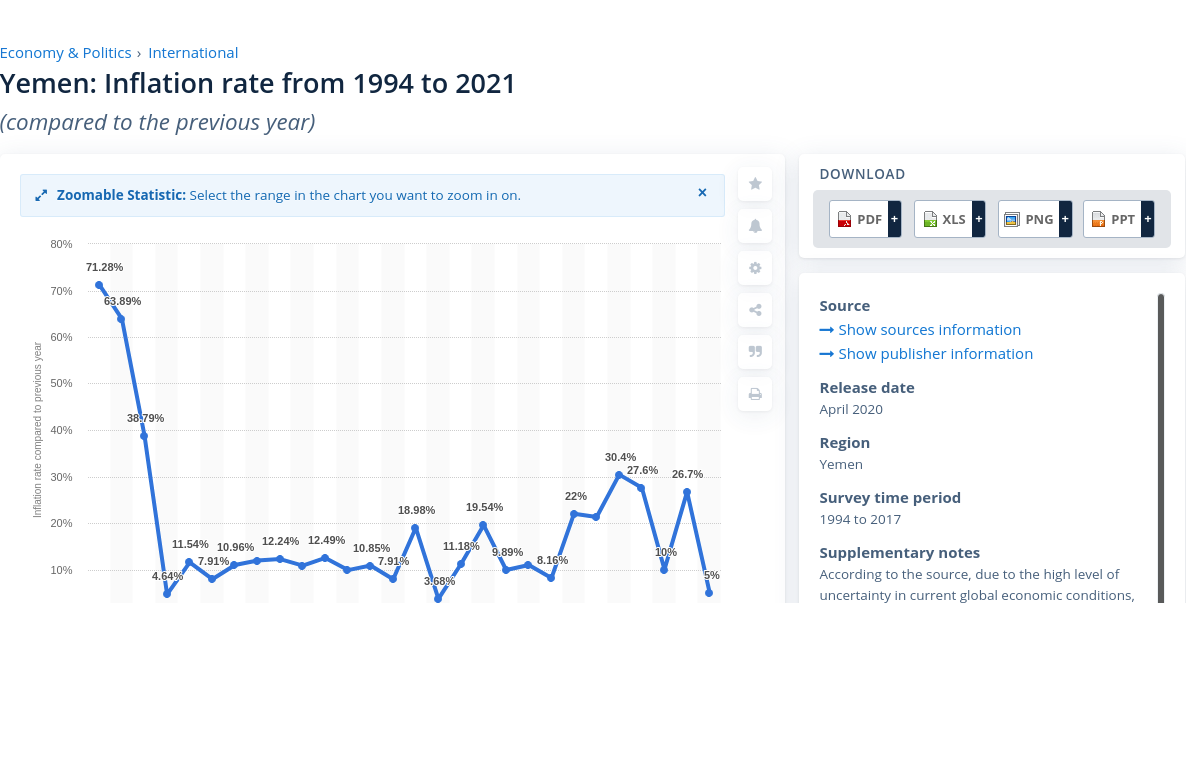 Economy & Politics › International
Yemen: Inflation rate from 1994 to 2021
(compared to the previous year)
Zoomable Statistic: Select the range in the chart you want to zoom in on.
×
80%
70%
60%
50%
40%
30%
20%
10%
Inflation rate compared to previous year
71.28%
63.89%
38.79%
4.64%
11.54%
7.91%
10.96%
12.24%
12.49%
10.85%
7.91%
18.98%
3.68%
11.18%
19.54%
9.89%
8.16%
22%
30.4%
27.6%
10%
26.7%
5%
DOWNLOAD
PDF + XLS + PNG + PPT +
Source
Show sources information
Show publisher information
Release date
April 2020
Region
Yemen
Survey time period
1994 to 2017
Supplementary notes
According to the source, due to the high level of
uncertainty in current global economic conditions,